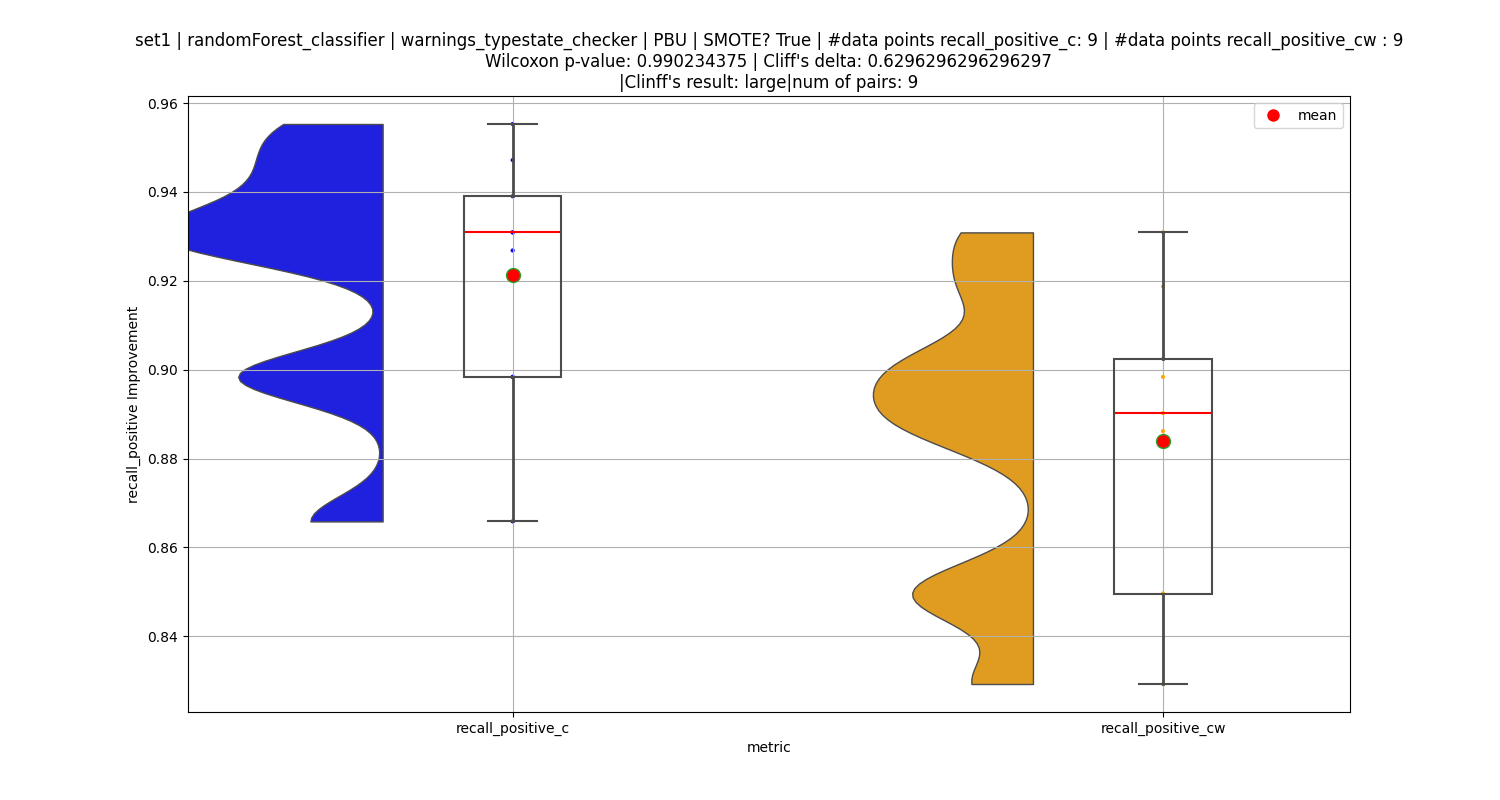 set1 | randomForest_classifier | warnings_typestate_checker | PBU | SMOTE? True | #data points recall_positive_c: 9 | #data points recall_positive_cw : 9
Wilcoxon p-value: 0.990234375 | Cliff's delta: 0.6296296296296297
|Clinff's result: large|num of pairs: 9
mean
0.96
0.94
0.92
0.90
0.88
0.86
0.84
recall_positive Improvement
recall_positive_c
recall_positive_cw
metric